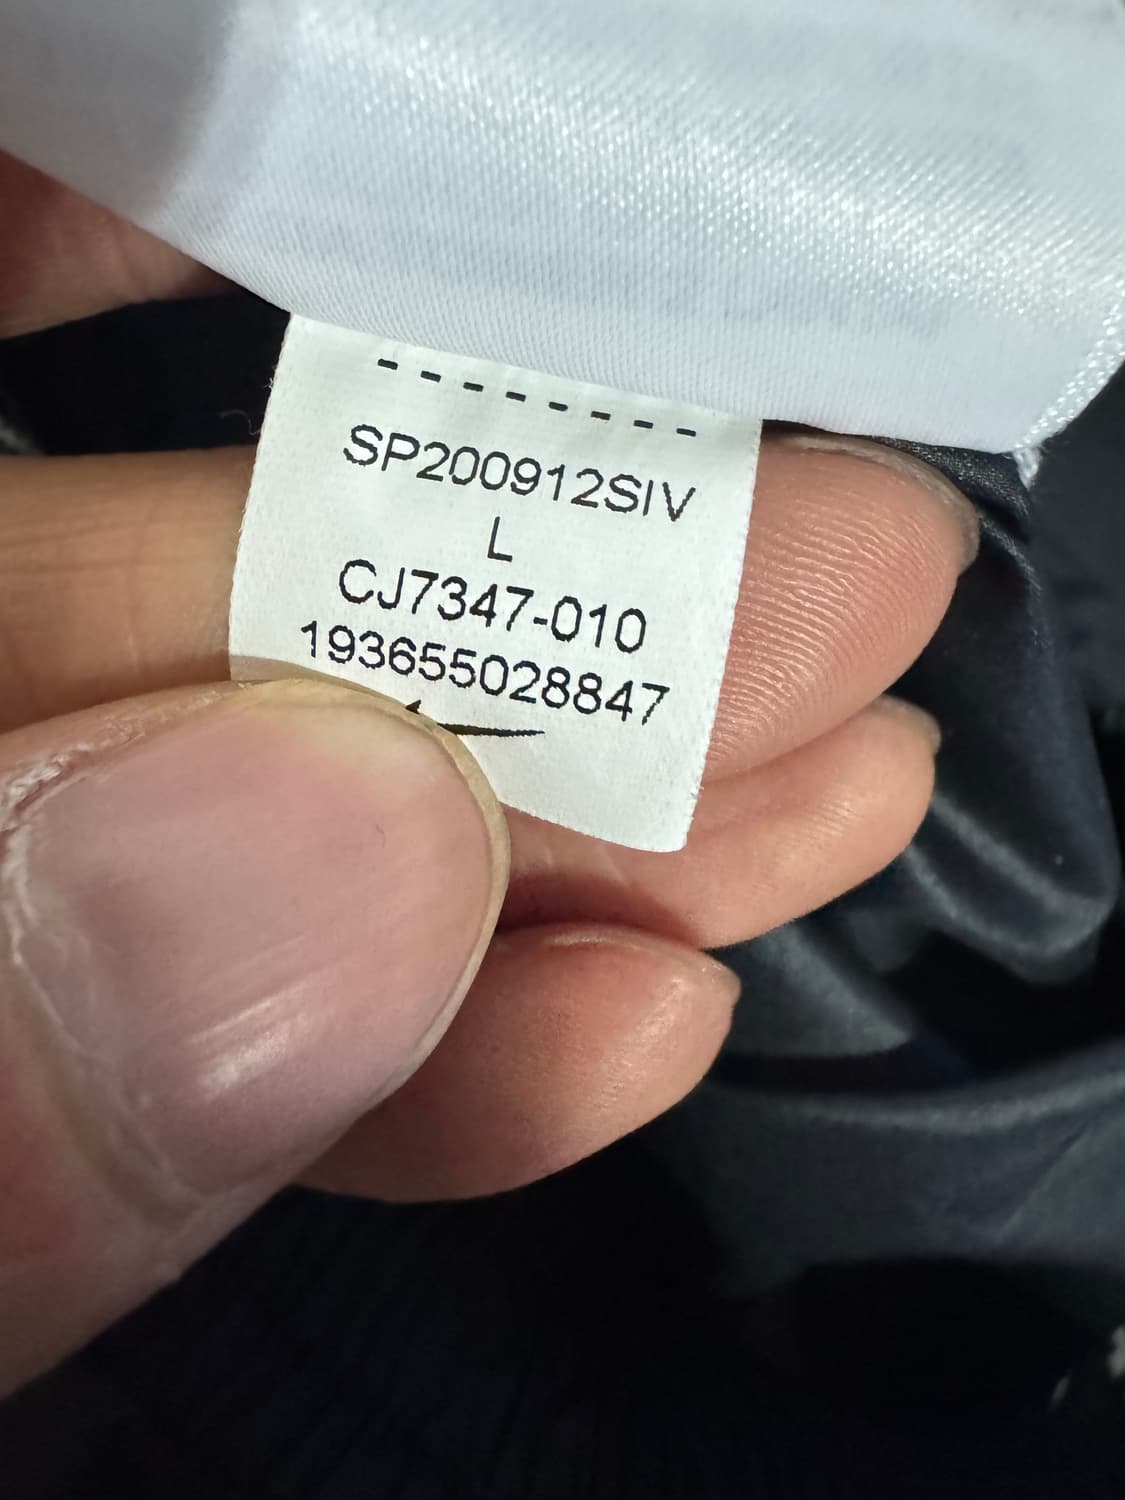 --------
SP200912SIV
L
CJ7347-010
193655028847